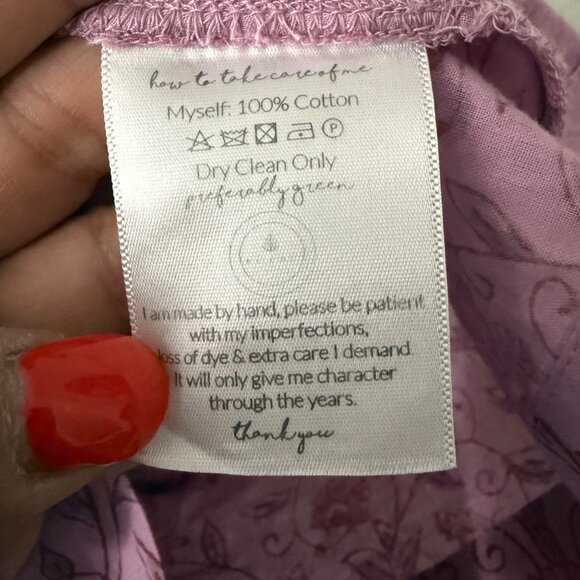 how to take care of me
Myself: 100% Cotton
P
Dry Clean Only
preferably green
I am made by hand, please be patient
with my imperfections,
loss of dye & extra care I demand
It will only give me character
through the years.
thank you